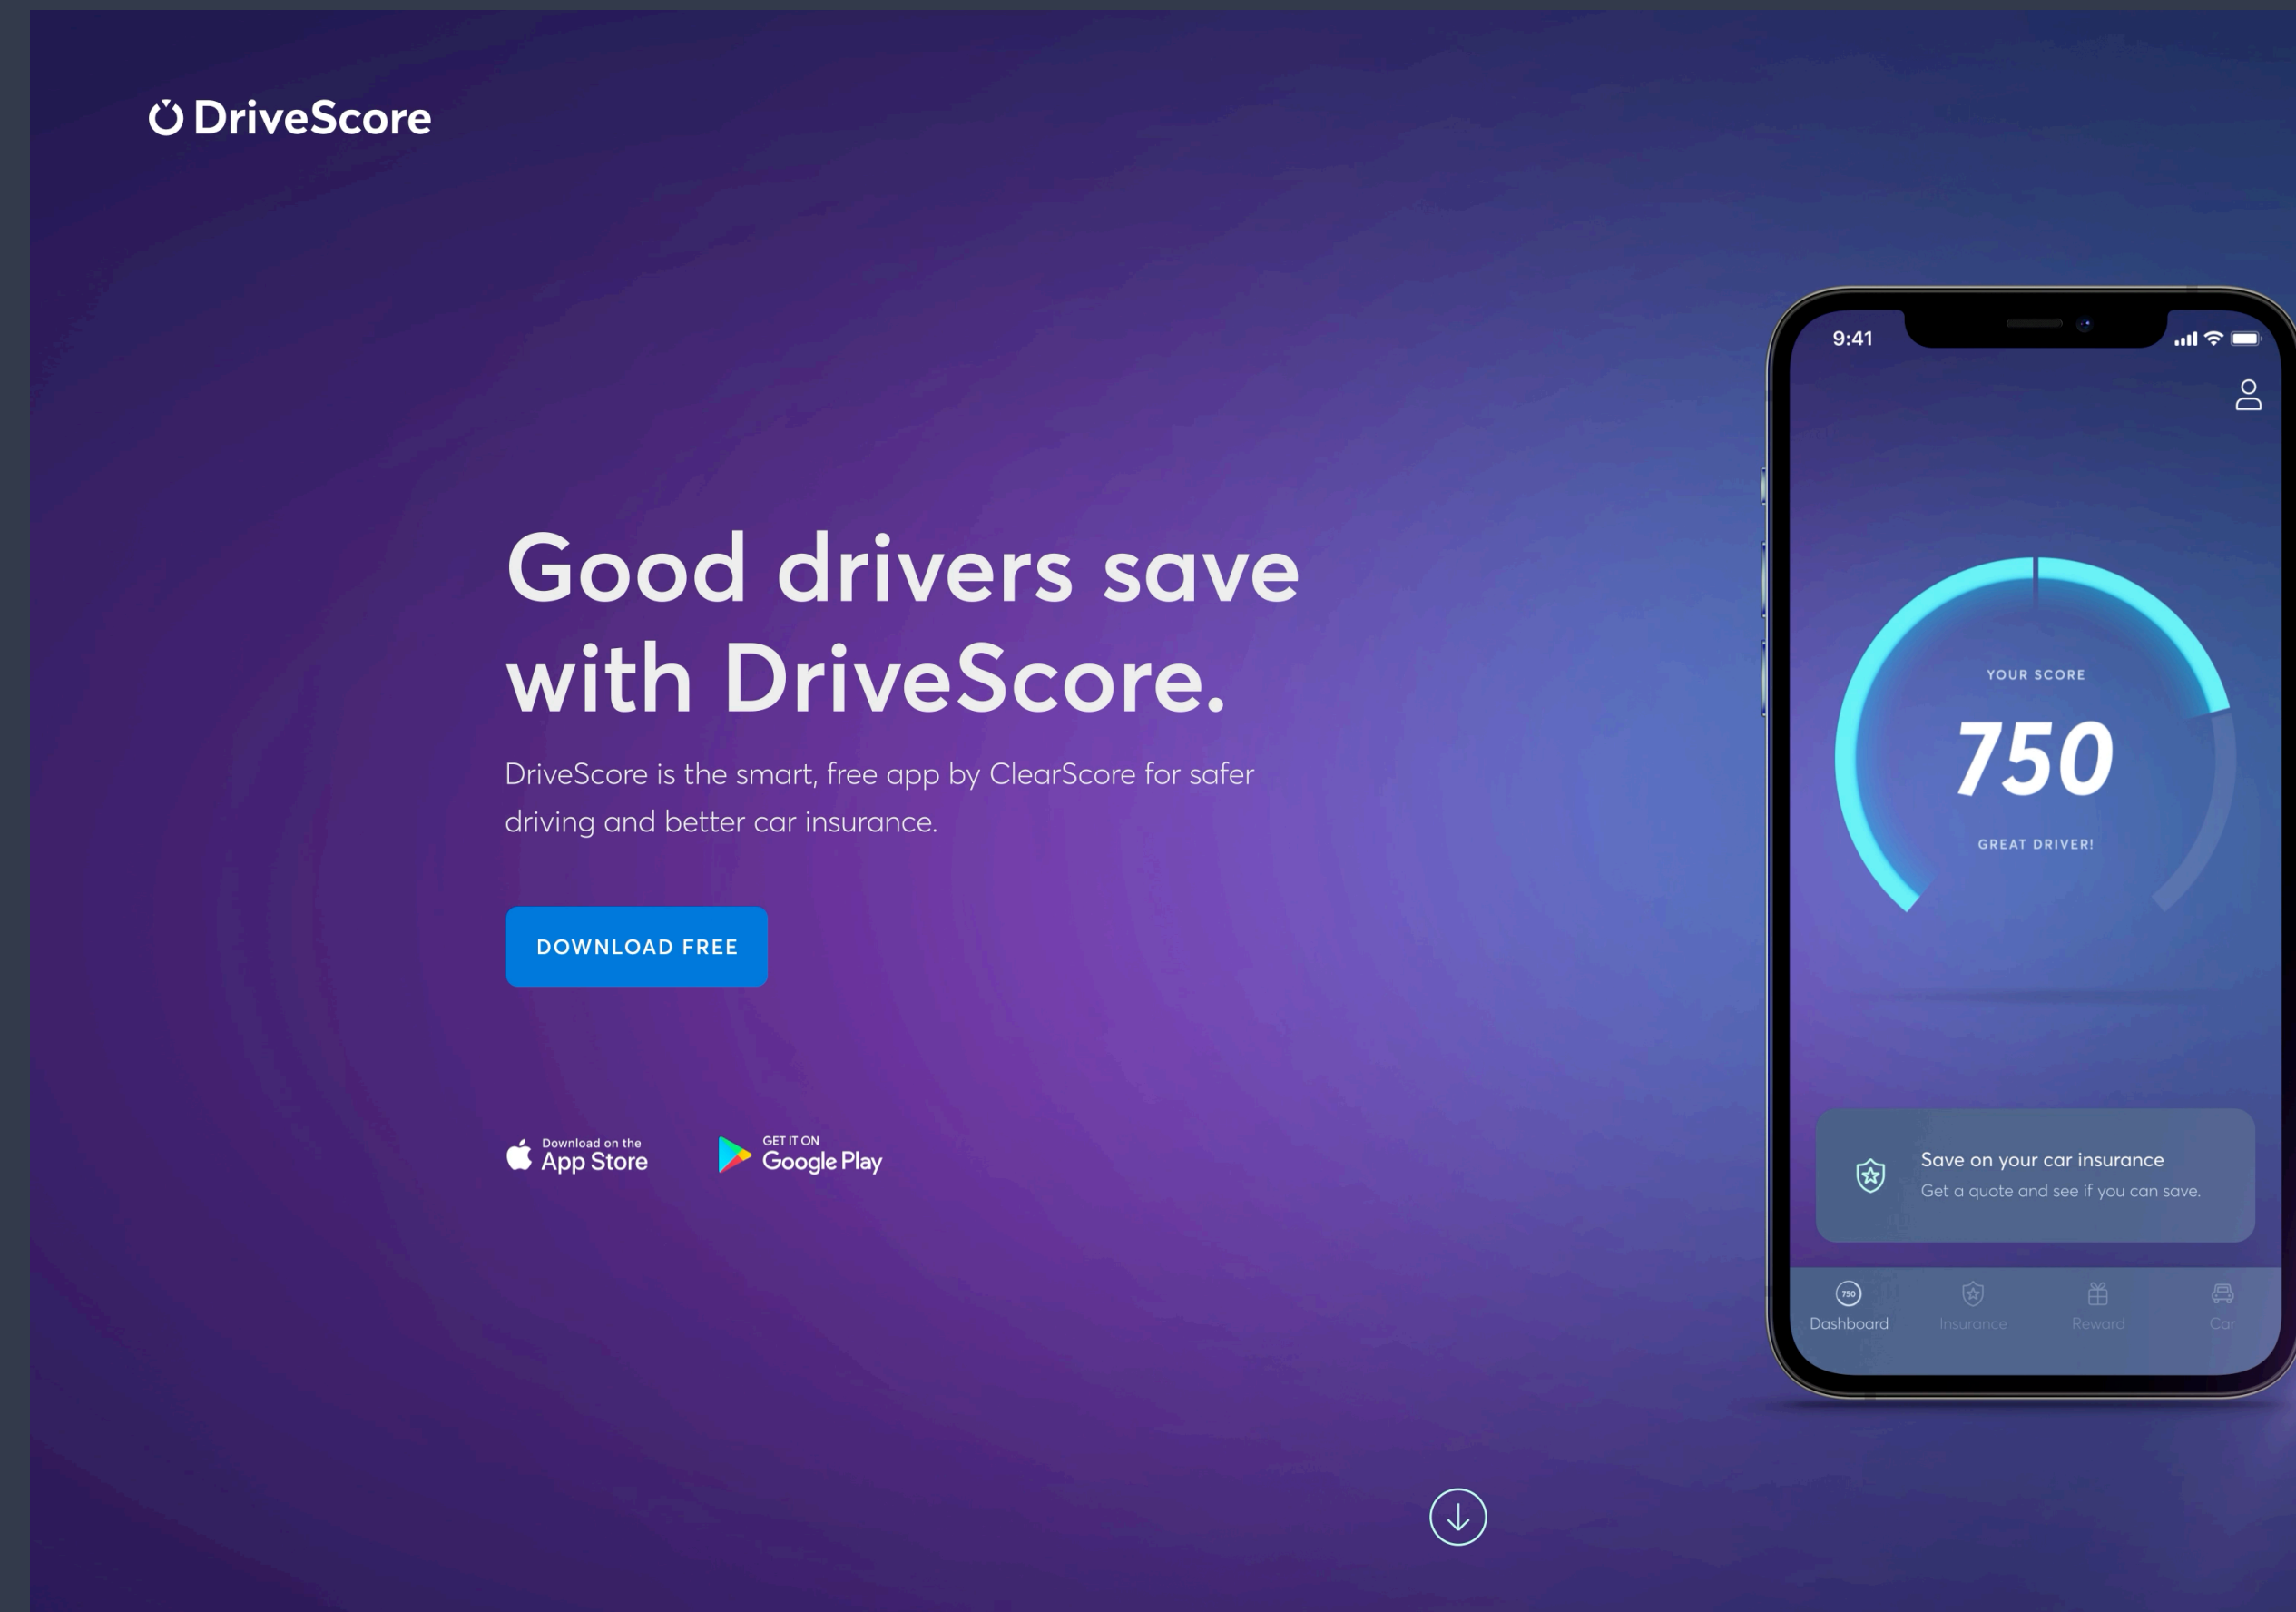 DriveScore
Good drivers save
with DriveScore.
DriveScore is the smart, free app by ClearScore for safer
driving and better car insurance.
DOWNLOAD FREE
Download on the
App Store
GET IT ON
Google Play
9:41
YOUR SCORE
750
GREAT DRIVER!
Save on your car insurance
Get a quote and see if you can save.
750
Dashboard
Insurance
Reward
Car